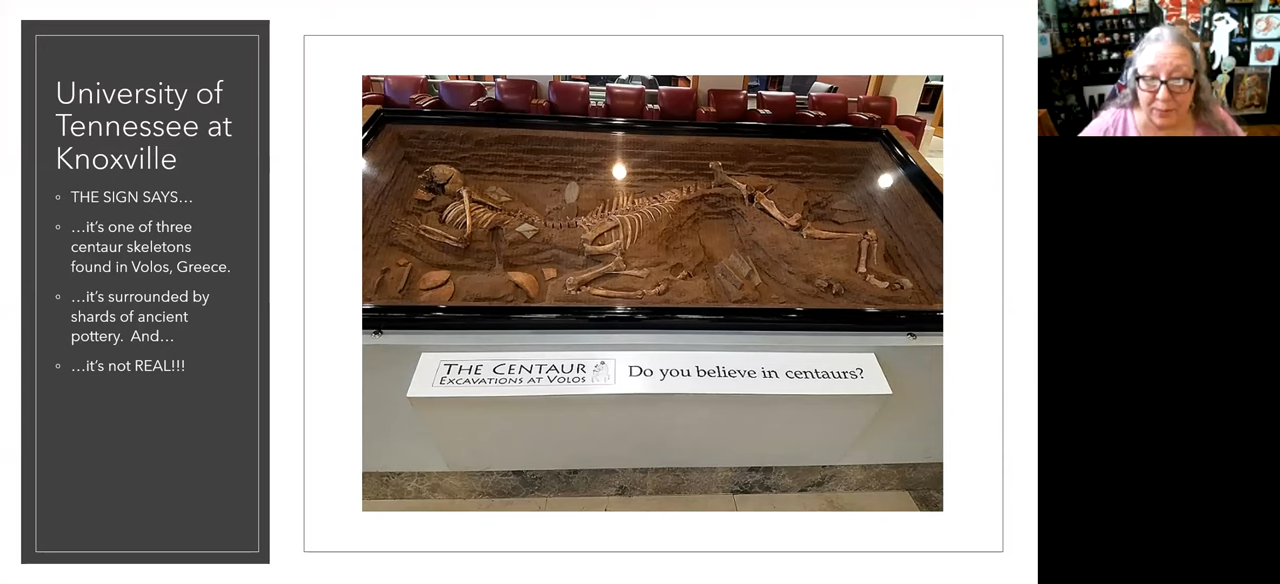 University of
Tennessee at
Knoxville
◦ THE SIGN SAYS…
◦ …it's one of three
centaur skeletons
found in Volos, Greece.
◦ …it's surrounded by
shards of ancient
pottery.  And…
◦ …it's not REAL!!!
THE CENTAUR
EXCAVATIONS AT VOLOS
Do you believe in centaurs?